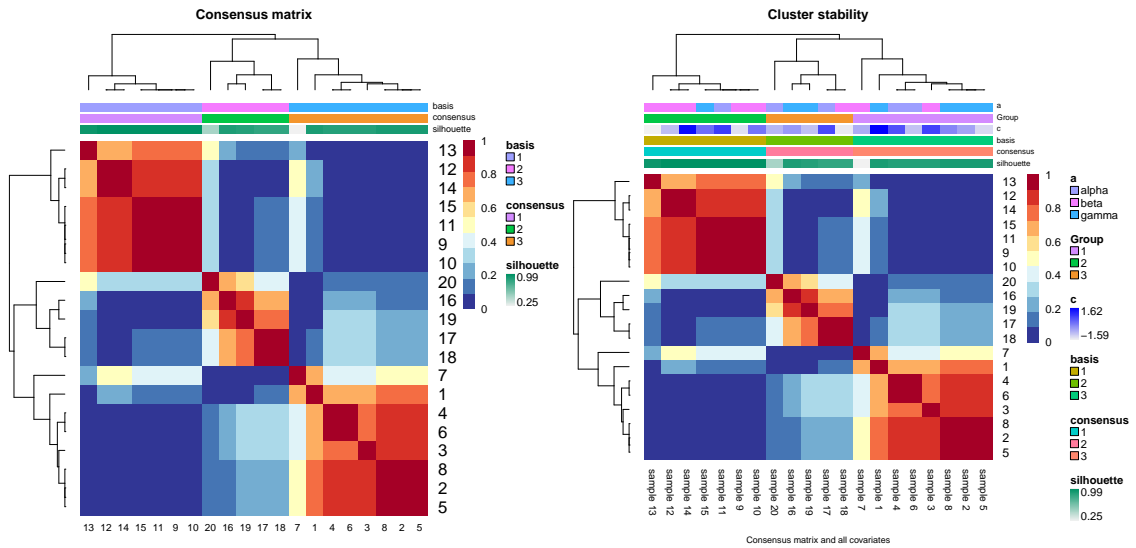 Consensus matrix
basis
consensus
silhouette
13
12
14
15
11
9
10
20
16
19
17
18
7
1
4
6
3
8
2
5
13 12 14 15 11 9 10 20 16 19 17 18 7 1 4 6 3 8 2 5
1
0.8
0.6
0.4
0.2
0
basis
1
2
3
consensus
1
2
3
silhouette
0.99
0.25
Cluster stability
a
Group
c
basis
consensus
silhouette
13
12
14
15
11
9
10
20
16
19
17
18
7
1
4
6
3
8
2
5
sample 13
sample 12
sample 14
sample 15
sample 11
sample 9
sample 10
sample 20
sample 16
sample 19
sample 17
sample 18
sample 7
sample 1
sample 4
sample 6
sample 3
sample 8
sample 2
sample 5
Consensus matrix and all covariates
1
0.8
0.6
0.4
0.2
0
a
alpha
beta
gamma
Group
1
2
3
c
1.62
−1.59
basis
1
2
3
consensus
1
2
3
silhouette
0.99
0.25